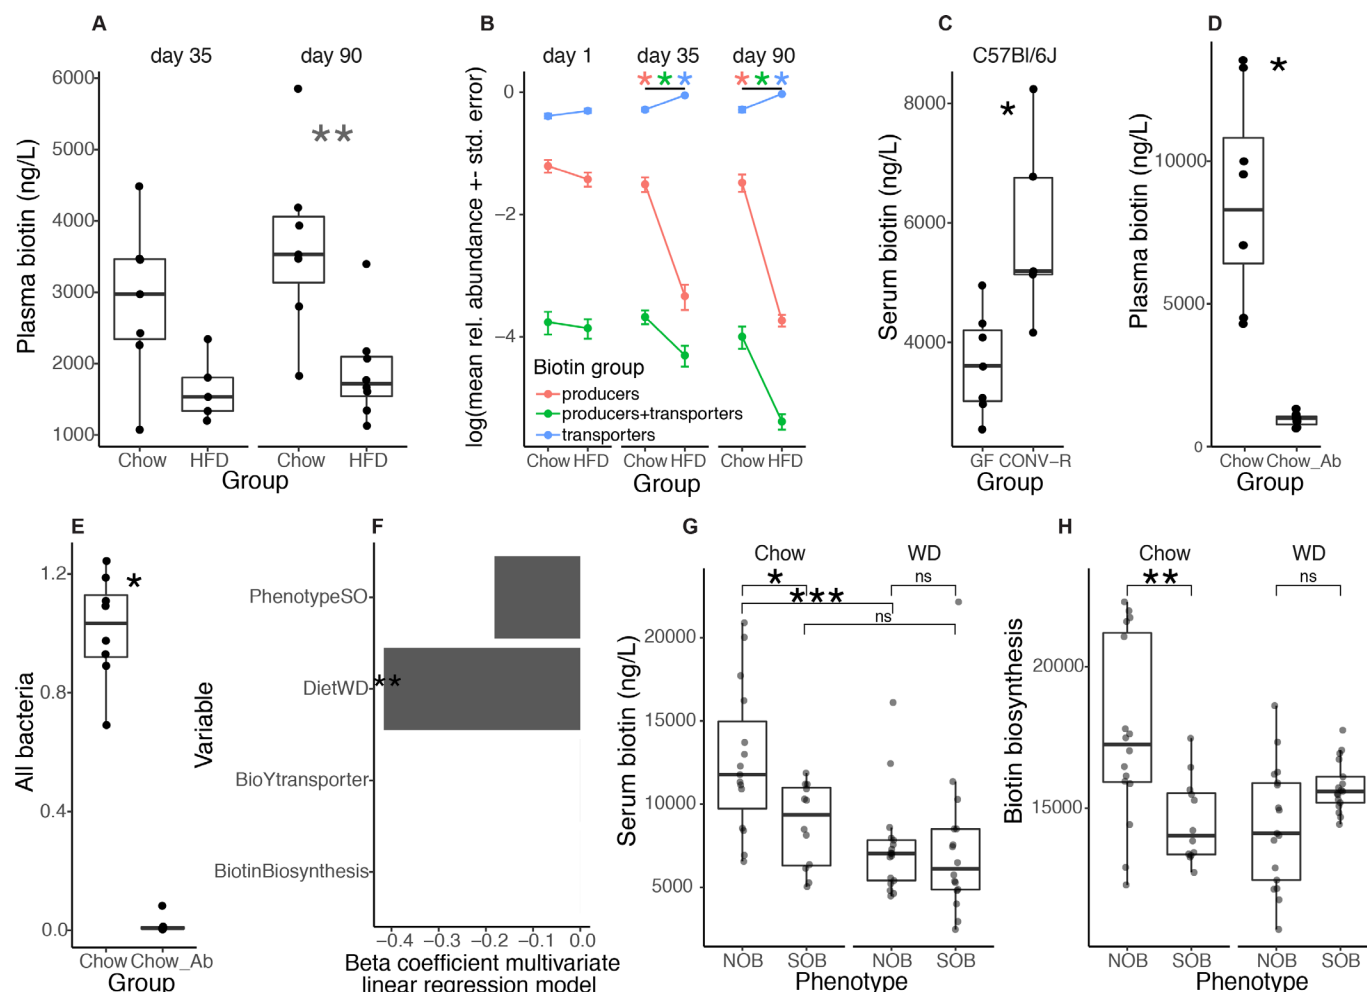 A
day 35
day 90
Plasma biotin (ng/L)
6000
5000
4000
3000
2000
1000
**
Chow
HFD
Chow
HFD
Group
B
day 1
day 35
day 90
* * *
* * *
log(mean rel. abundance +- std. error)
0
−2
−4
Biotin group
producers
producers+transporters
transporters
Chow HFD
Chow HFD
Chow HFD
Group
C
C57Bl/6J
Serum biotin (ng/L)
8000
6000
4000
*
GF CONV−R
Group
D
Plasma biotin (ng/L)
10000
5000
0
*
Chow Chow_Ab
Group
E
All bacteria
1.2
0.8
0.4
0.0
*
Chow Chow_Ab
Group
F
Variable
PhenotypeSO
DietWD
**
BioYtransporter
BiotinBiosynthesis
−0.4 −0.3 −0.2 −0.1 0.0
Beta coefficient multivariate
linear regression model
G
Chow
WD
*
ns
***
ns
Serum biotin (ng/L)
20000
15000
10000
5000
NOB
SOB
NOB
SOB
Phenotype
H
Chow
WD
**
ns
Biotin biosynthesis
20000
15000
NOB
SOB
NOB
SOB
Phenotype